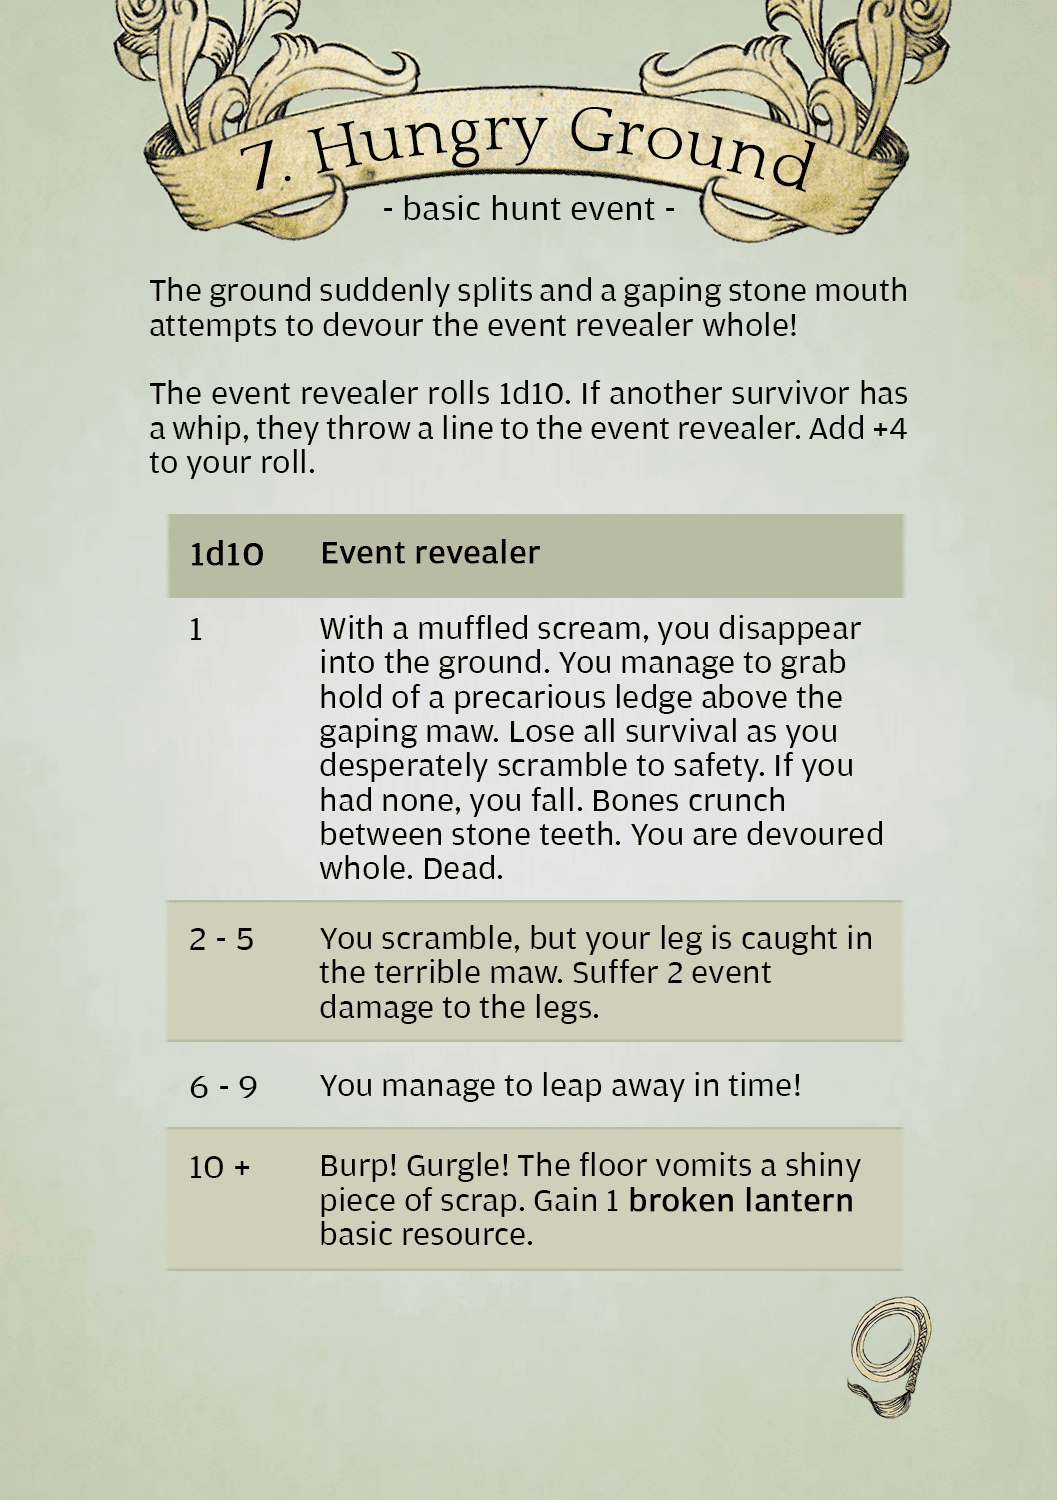 7. Hungry Ground
- basic hunt event -
The ground suddenly splits and a gaping stone mouth
attempts to devour the event revealer whole!
The event revealer rolls 1d10. If another survivor has
a whip, they throw a line to the event revealer. Add +4
to your roll.
1d10 Event revealer
1 With a muffled scream, you disappear
into the ground. You manage to grab
hold of a precarious ledge above the
gaping maw. Lose all survival as you
desperately scramble to safety. If you
had none, you fall. Bones crunch
between stone teeth. You are devoured
whole. Dead.
2 - 5 You scramble, but your leg is caught in
the terrible maw. Suffer 2 event
damage to the legs.
6 - 9 You manage to leap away in time!
10 + Burp! Gurgle! The floor vomits a shiny
piece of scrap. Gain 1 broken lantern
basic resource.